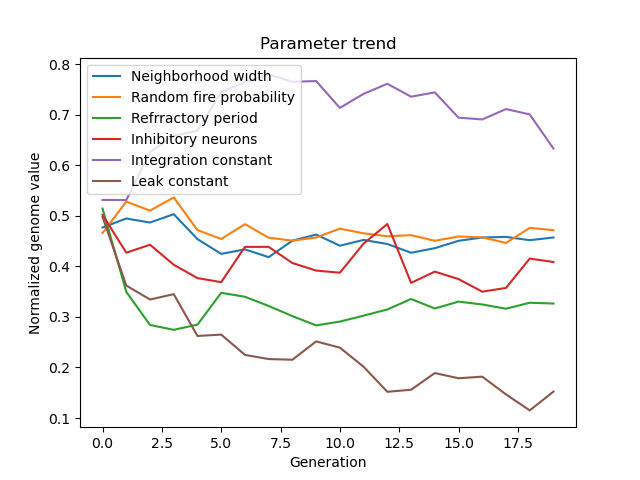 Parameter trend
Neighborhood width
Random fire probability
Refrractory period
Inhibitory neurons
Integration constant
Leak constant
Normalized genome value
0.8
0.7
0.6
0.5
0.4
0.3
0.2
0.1
0.0 2.5 5.0 7.5 10.0 12.5 15.0 17.5
Generation